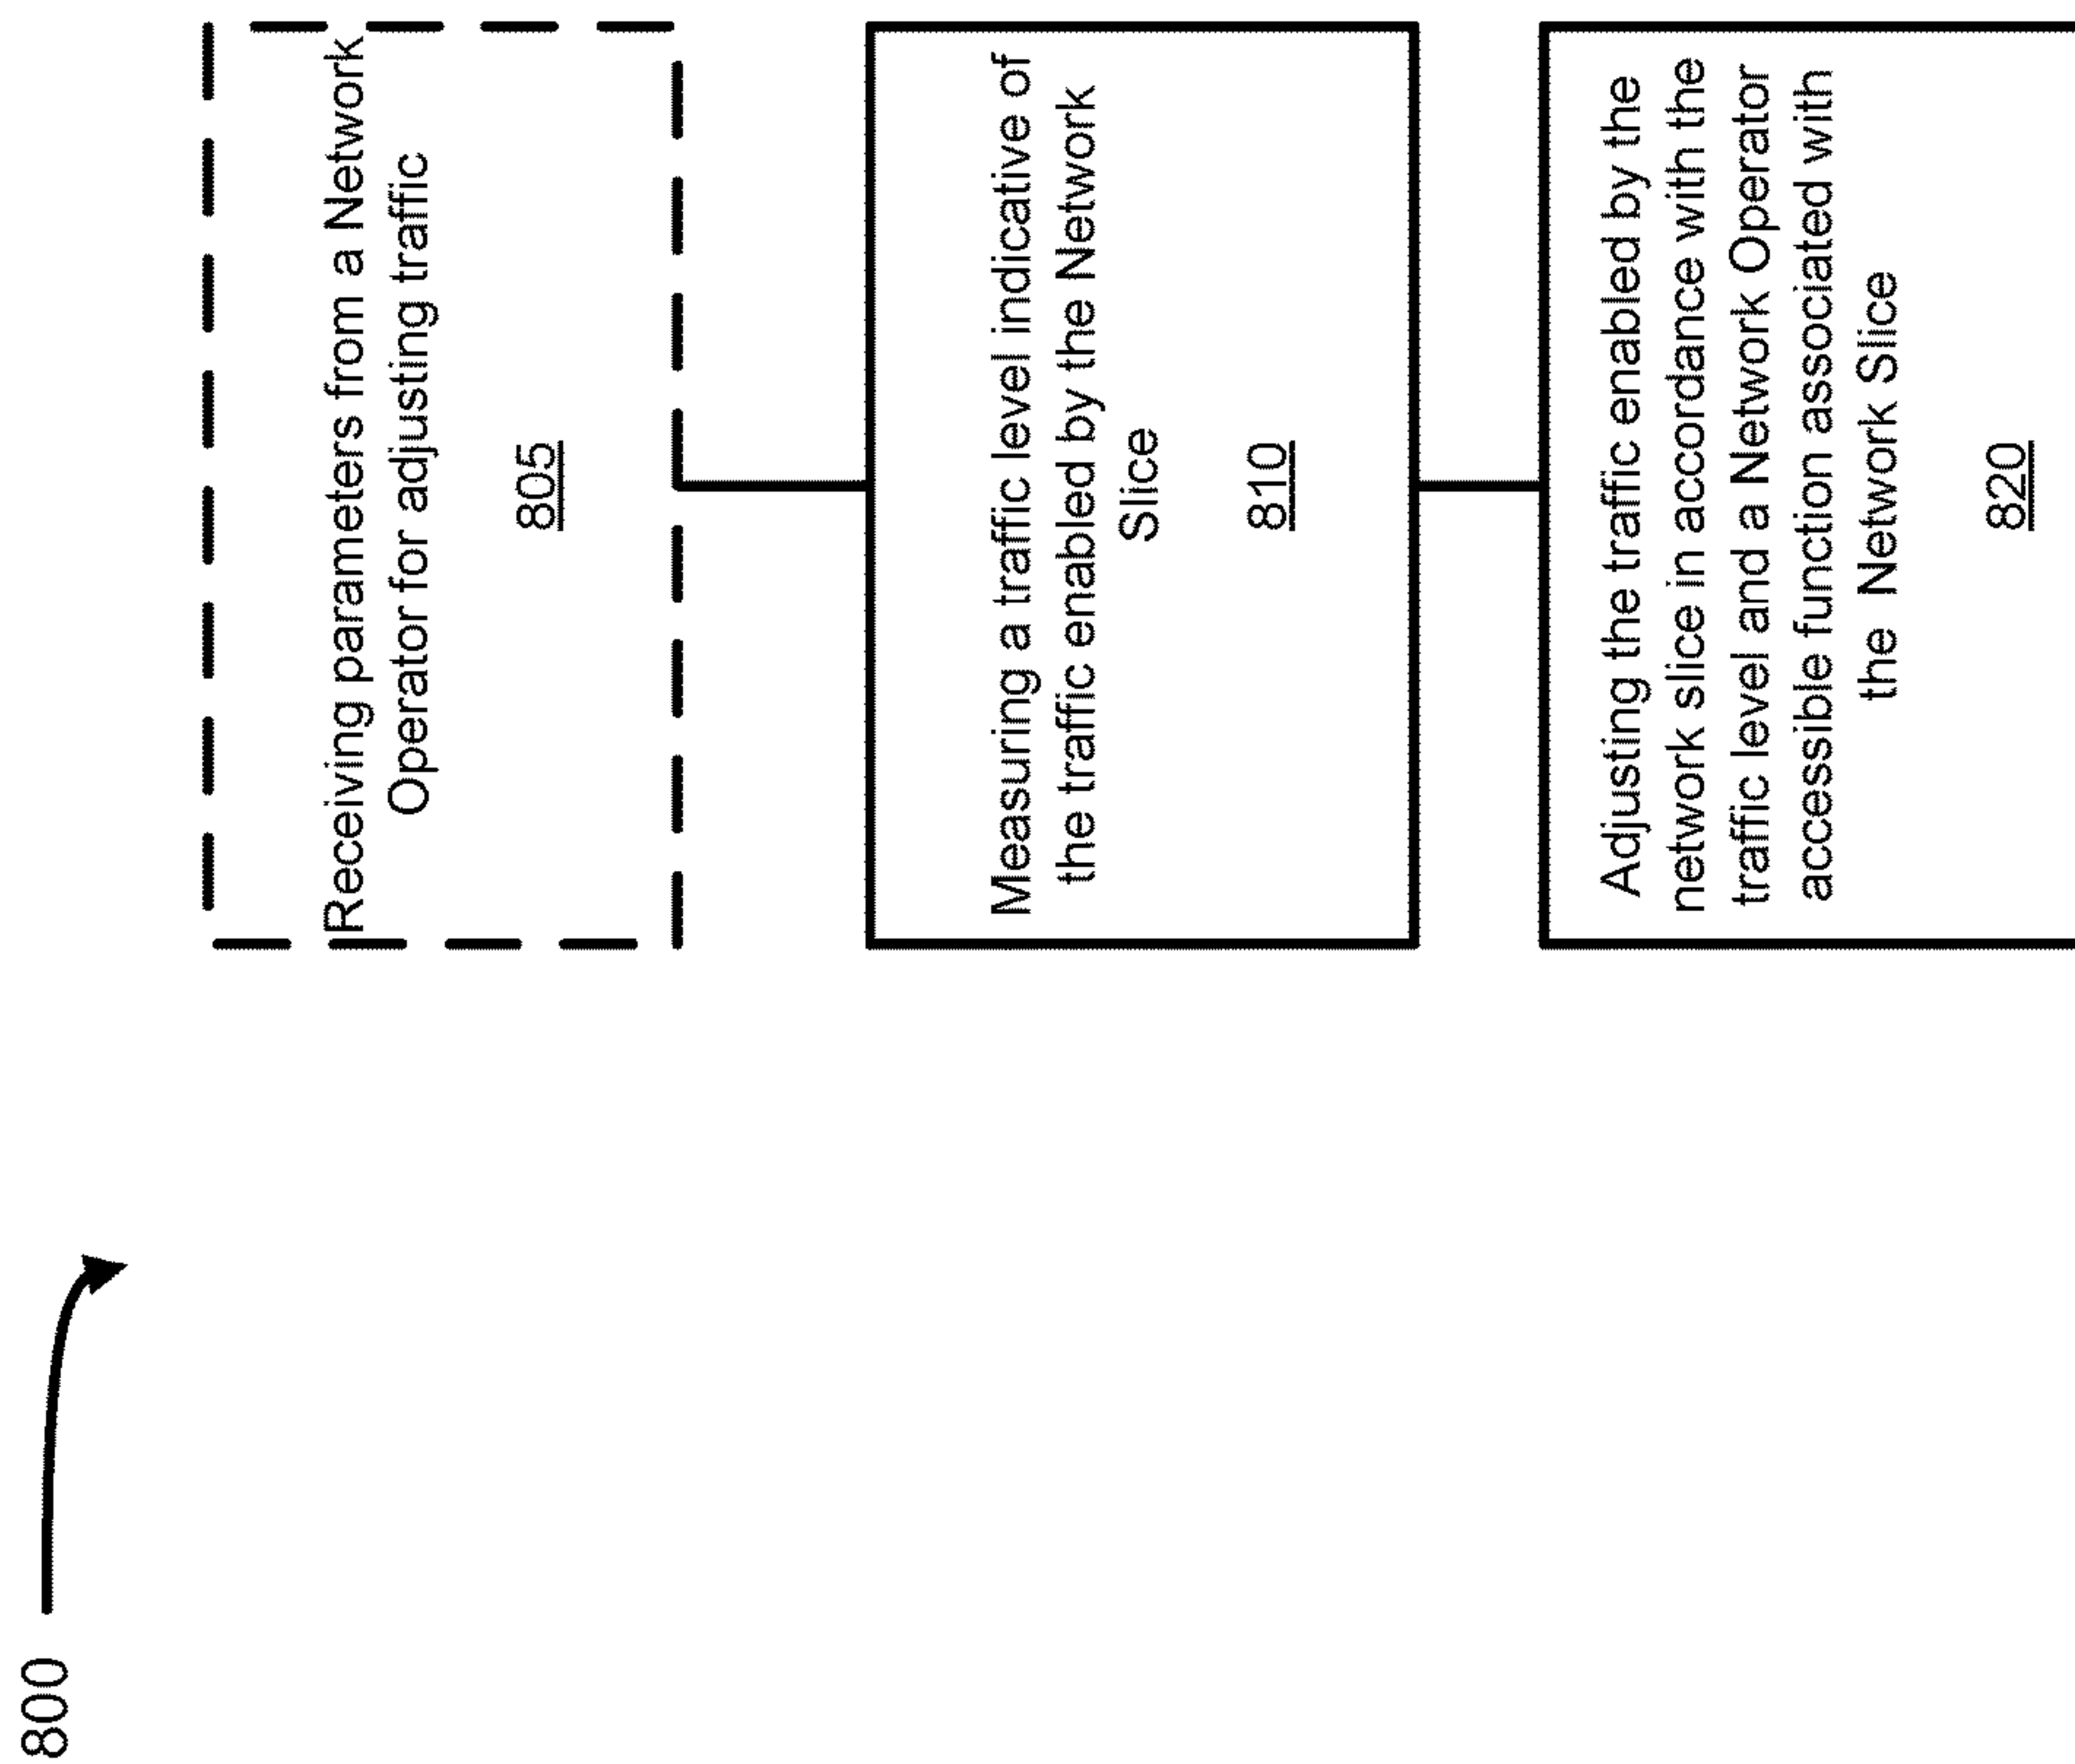 800
Receiving parameters from a Network
Operator for adjusting traffic
805
Measuring a traffic level indicative of
the traffic enabled by the Network
Slice
810
Adjusting the traffic enabled by the
network slice in accordance with the
traffic level and a Network Operator
accessible function associated with
the Network Slice
820